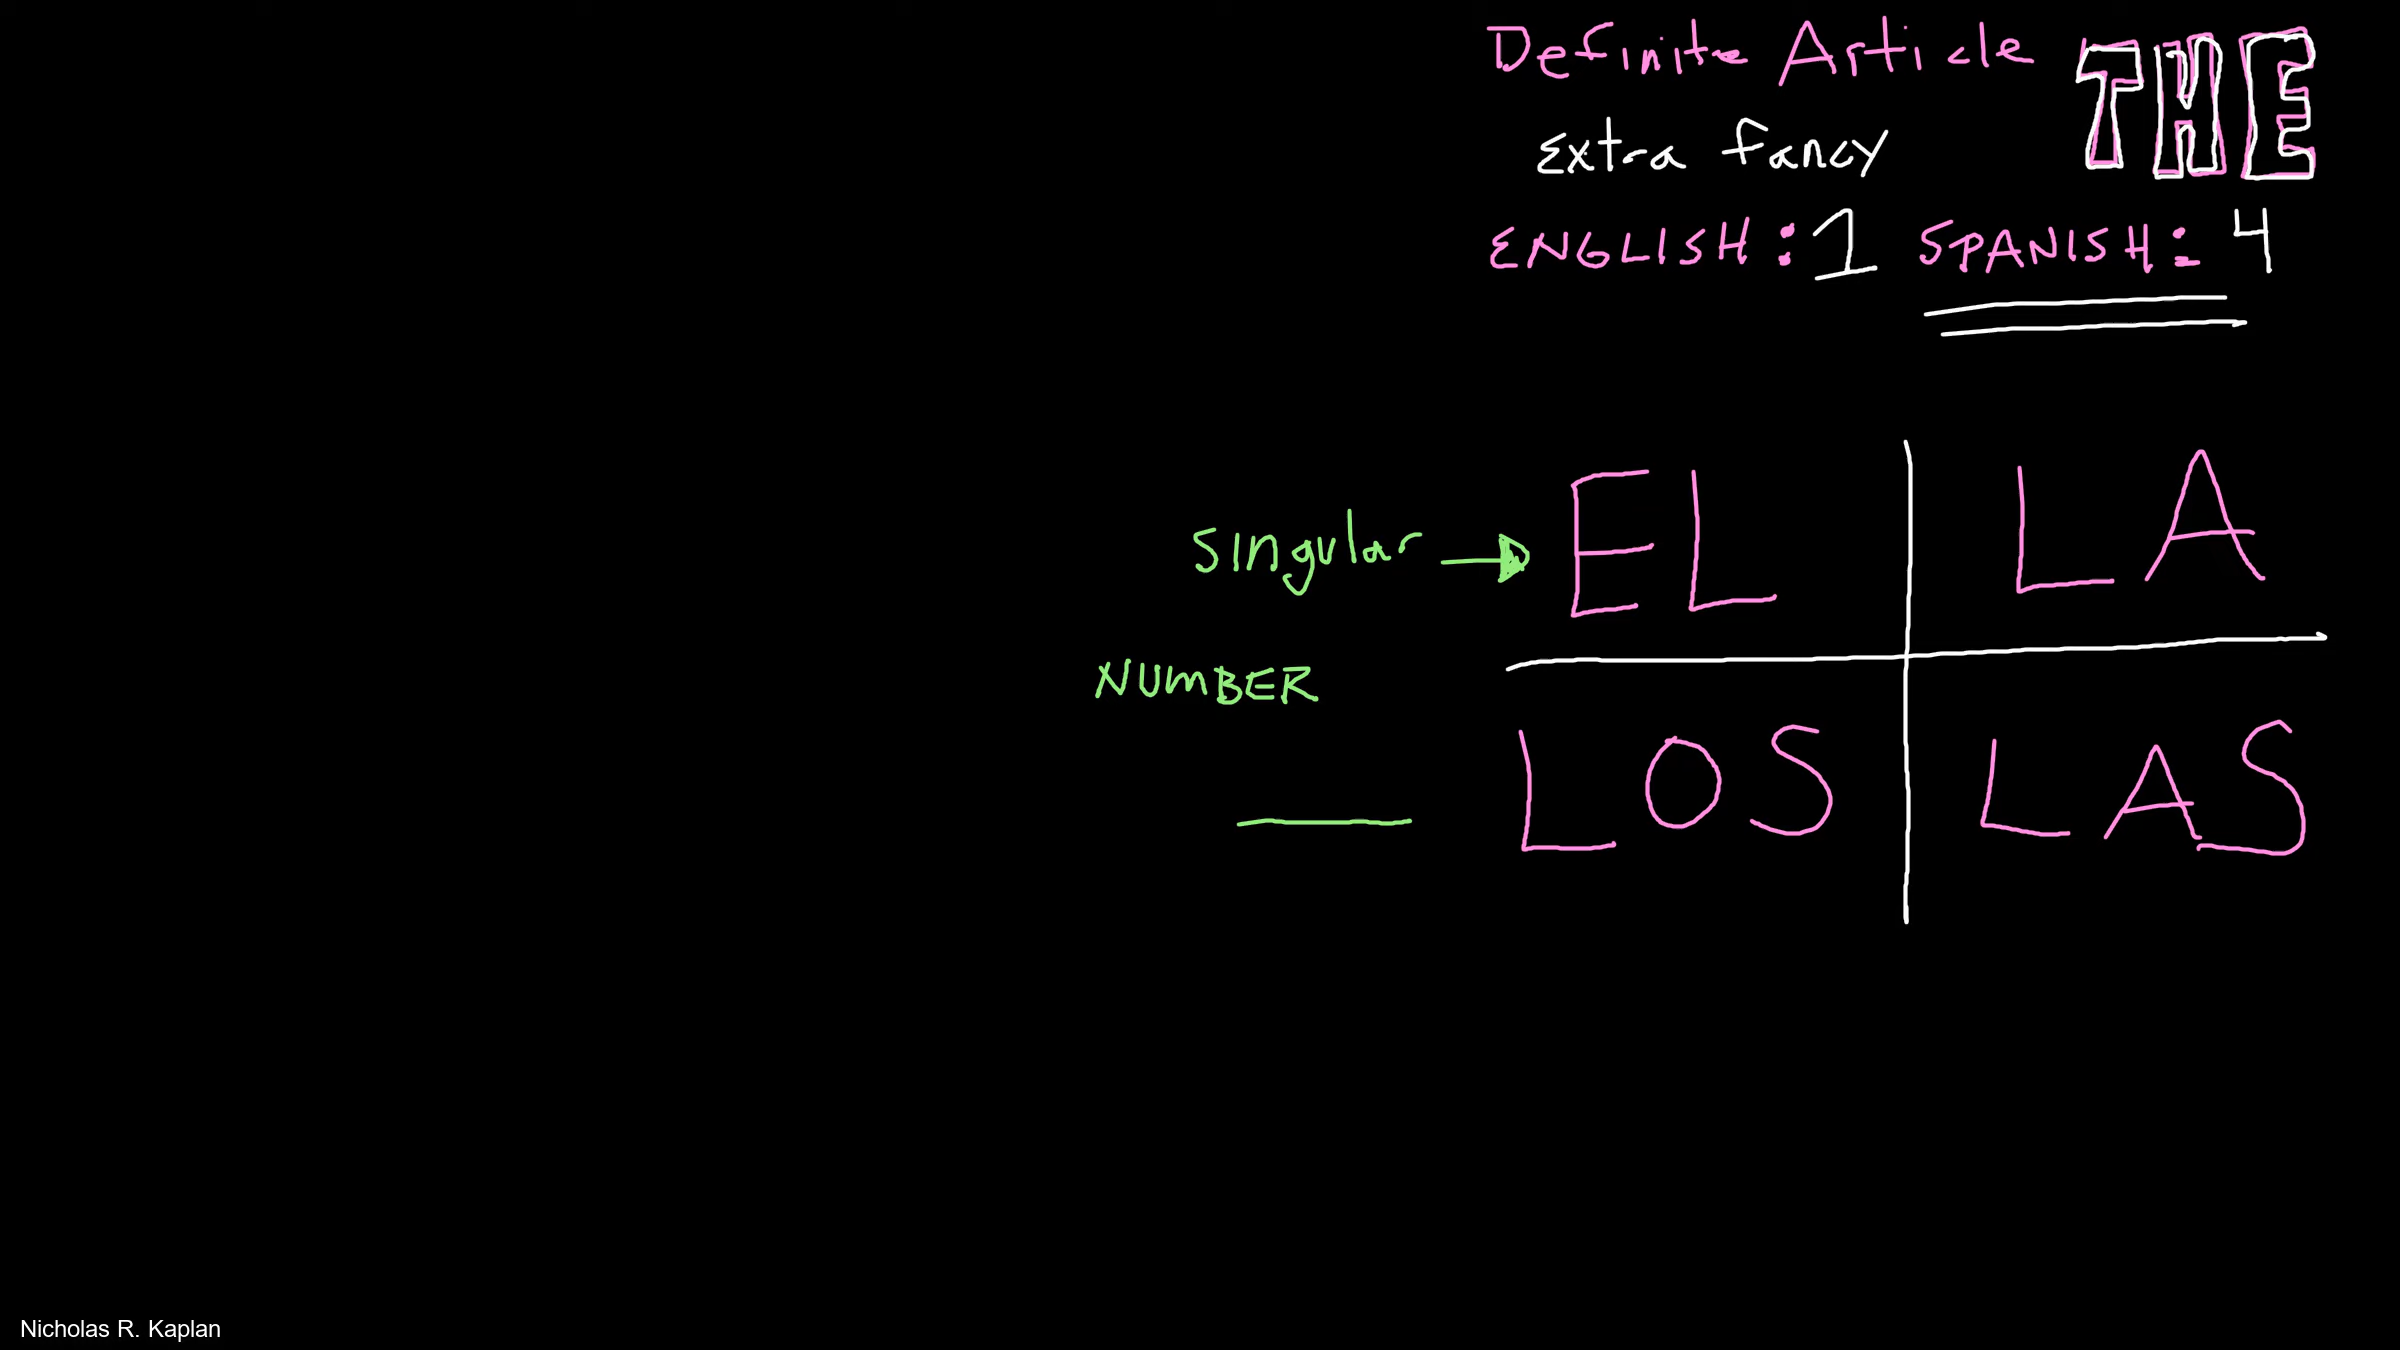 Definite Article THE
Extra fancy
ENGLISH: 1 SPANISH: 4
Singular EL LA
NUMBER
LOS LAS
Nicholas R. Kaplan